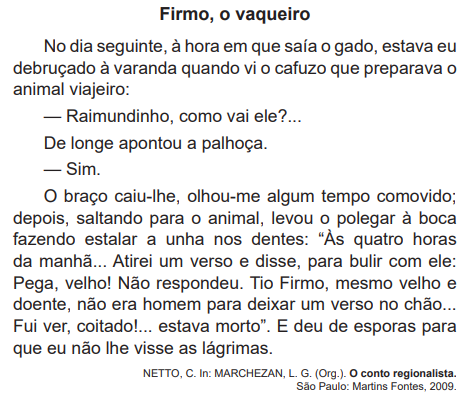 Firmo, o vaqueiro
No dia seguinte, à hora em que saía o gado, estava eu
debruçado à varanda quando vi o cafuzo que preparava o
animal viajeiro:
— Raimundinho, como vai ele?...
De longe apontou a palhoça.
— Sim.
O braço caiu-lhe, olhou-me algum tempo comovido;
depois, saltando para o animal, levou o polegar à boca
fazendo estalar a unha nos dentes: “Às quatro horas
da manhã... Atirei um verso e disse, para bulir com ele:
Pega, velho! Não respondeu. Tio Firmo, mesmo velho e
doente, não era homem para deixar um verso no chão...
Fui ver, coitado!... estava morto”. E deu de esporas para
que eu não lhe visse as lágrimas.
NETTO, C. In: MARCHEZAN, L. G. (Org.). O conto regionalista.
São Paulo: Martins Fontes, 2009.